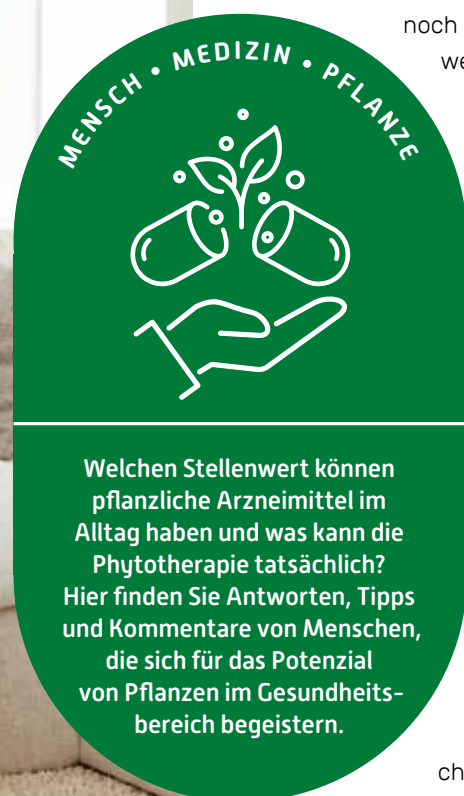 noch
we
MENSCH • MEDIZIN • PFLANZE
Welchen Stellenwert können
pflanzliche Arzneimittel im
Alltag haben und was kann die
Phytotherapie tatsächlich?
Hier finden Sie Antworten, Tipps
und Kommentare von Menschen,
die sich für das Potenzial
von Pflanzen im Gesundheits-
bereich begeistern.
ch